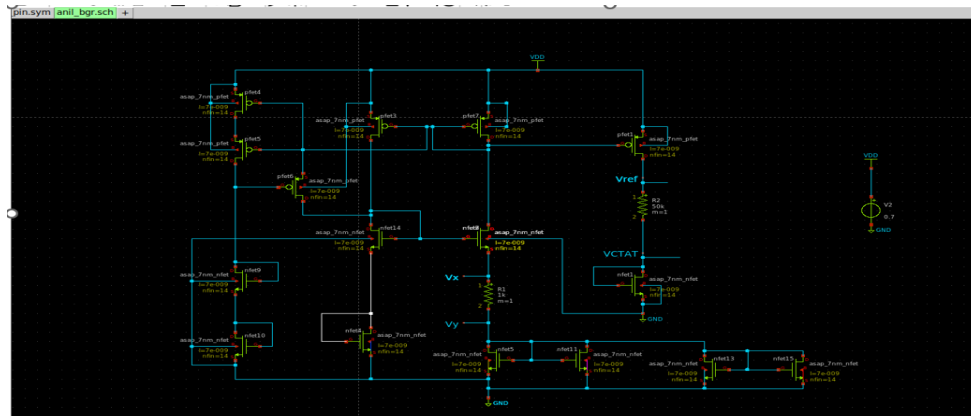 pin.sym anil_bgr.sch +
VDD
pfet4
asap_7nm_pfet
l=7e-009
nfin=14
pfet3
asap_7nm_pfet
l=7e-009
nfin=14
pfet7
asap_7nm_pfet
l=7e-009
nfin=14
pfet5
asap_7nm_pfet
l=7e-009
nfin=14
pfet1
asap_7nm_pfet
l=7e-009
nfin=14
pfet6
asap_7nm_pfet
l=7e-009
nfin=14
VDD
V2
0.7
GND
Vref
1
R2
50k
m=1
2
nfet14
asap_7nm_nfet
l=7e-009
nfin=14
asap_7nm_nfet
l=7e-009
nfin=14
VCTAT
nfet9
asap_7nm_nfet
l=7e-009
nfin=14
Vx
1
R1
1k
m=1
2
nfet1
asap_7nm_nfet
l=7e-009
nfin=14
GND
Vy
nfet10
asap_7nm_nfet
l=7e-009
nfin=14
asap_7nm_nfet
l=7e-009
nfin=14
nfet5
asap_7nm_nfet
l=7e-009
nfin=14
nfet11
asap_7nm_nfet
l=7e-009
nfin=14
nfet13
asap_7nm_nfet
l=7e-009
nfin=14
nfet15
asap_7nm_nfet
l=7e-009
nfin=14
GND